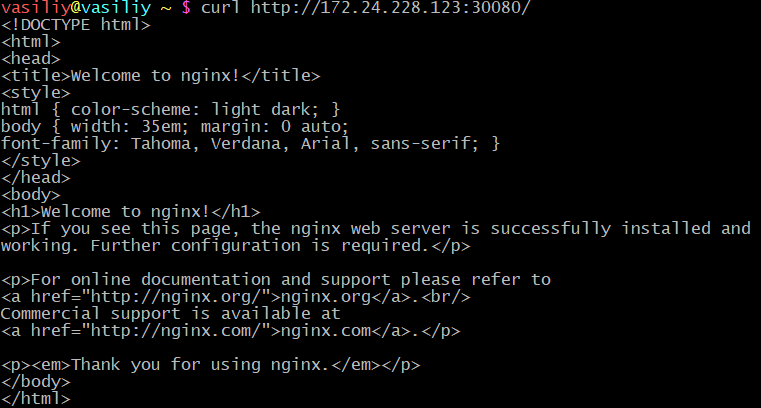 vasiliy@vasiliy ~ $ curl http://172.24.228.123:30080/
<!DOCTYPE html>
<html>
<head>
<title>Welcome to nginx!</title>
<style>
html { color-scheme: light dark; }
body { width: 35em; margin: 0 auto;
font-family: Tahoma, Verdana, Arial, sans-serif; }
</style>
</head>
<body>
<h1>Welcome to nginx!</h1>
<p>If you see this page, the nginx web server is successfully installed and
working. Further configuration is required.</p>

<p>For online documentation and support please refer to
<a href="http://nginx.org/">nginx.org</a>.<br/>
Commercial support is available at
<a href="http://nginx.com/">nginx.com</a>.</p>

<p><em>Thank you for using nginx.</em></p>
</body>
</html>